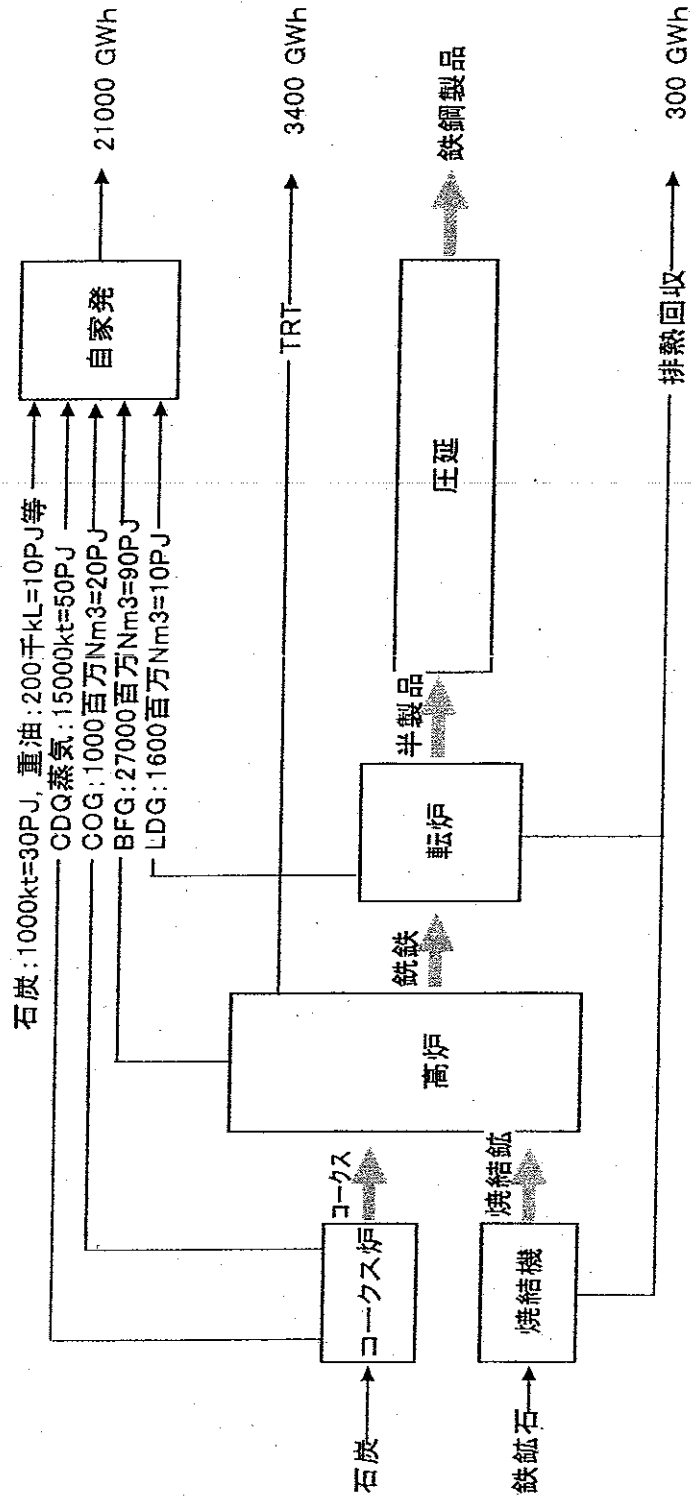 石炭:1000kt=30PJ, 重油:200千kL=10PJ等
CDQ蒸気:15000kt=50PJ
COG:1000百万Nm3=20PJ
BFG:27000百万Nm3=90PJ
LDG:1600百万Nm3=10PJ
自家発
21000 GWh
TRT
3400 GWh
石炭
コークス炉
コークス
高炉
銑鉄
転炉
半製品
圧延
鉄鋼製品
鉄鉱石
焼結機
焼結鉱
排熱回収
300 GWh